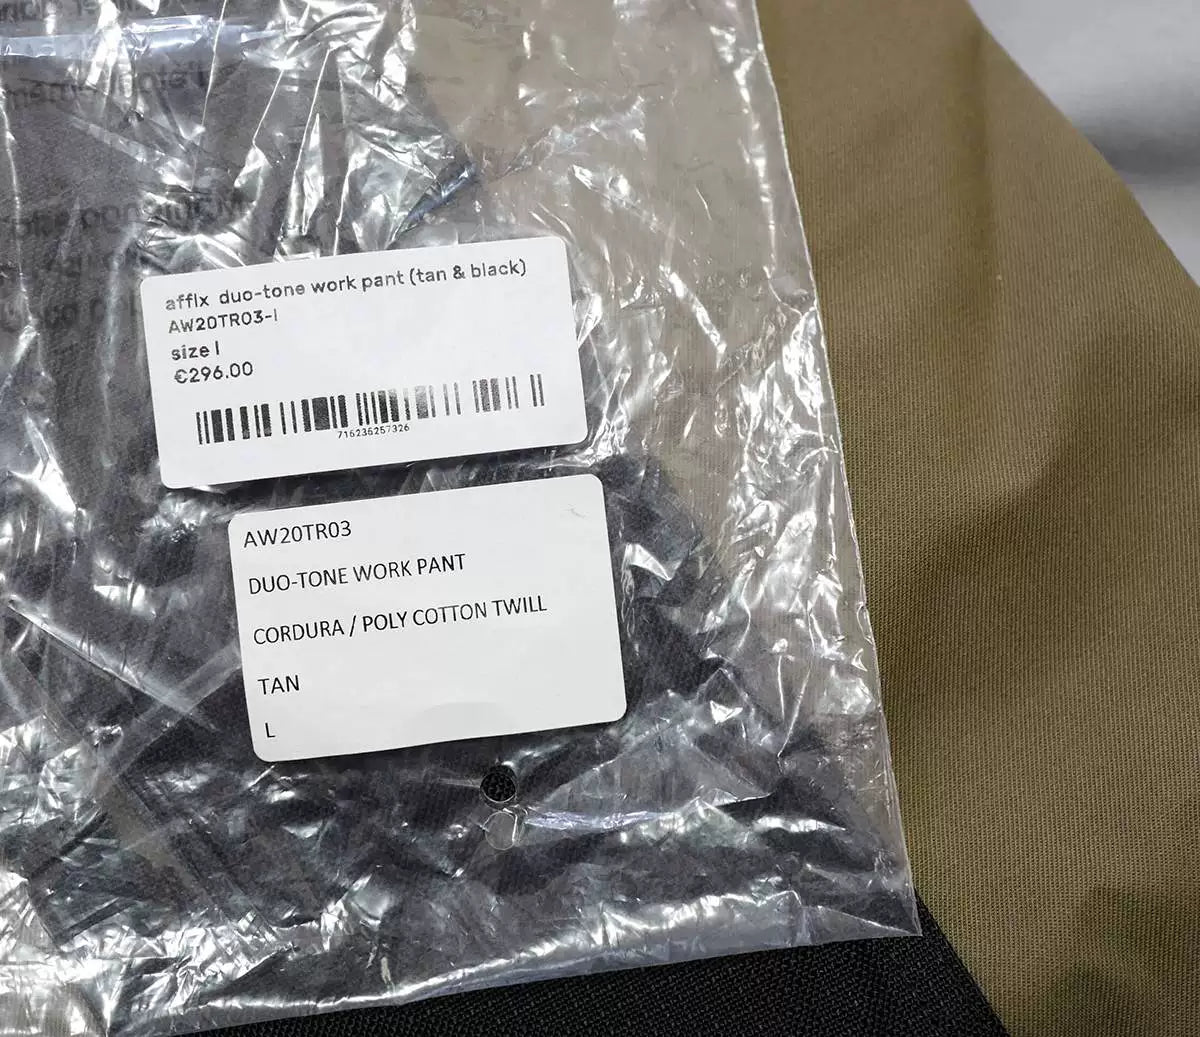 affix duo-tone work pant (tan & black)
AW20TR03-l
size l
€296.00
716236257326
AW20TR03
DUO-TONE WORK PANT
CORDURA / POLY COTTON TWILL
TAN
L